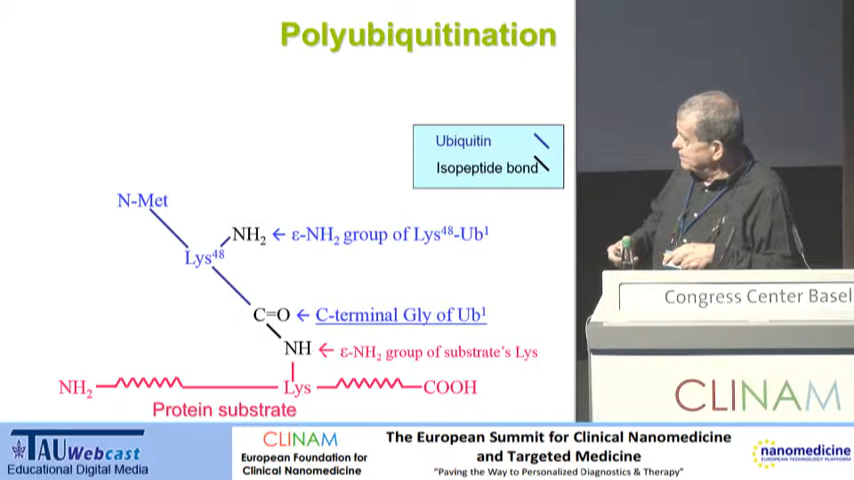 Polyubiquitination
Ubiquitin
Isopeptide bond
N-Met
NH₂ ← ε-NH₂ group of Lys⁴⁸-Ub¹
Lys⁴⁸
C=O ← C-terminal Gly of Ub¹
NH ← ε-NH₂ group of substrate's Lys
NH₂ Lys COOH
Protein substrate
Congress Center Basel
CLINAM
TAU Webcast
Educational Digital Media
CLINAM
European Foundation for
Clinical Nanomedicine
The European Summit for Clinical Nanomedicine
and Targeted Medicine
"Paving the Way to Personalized Diagnostics & Therapy"
nanomedicine
EUROPEAN TECHNOLOGY PLATFORM